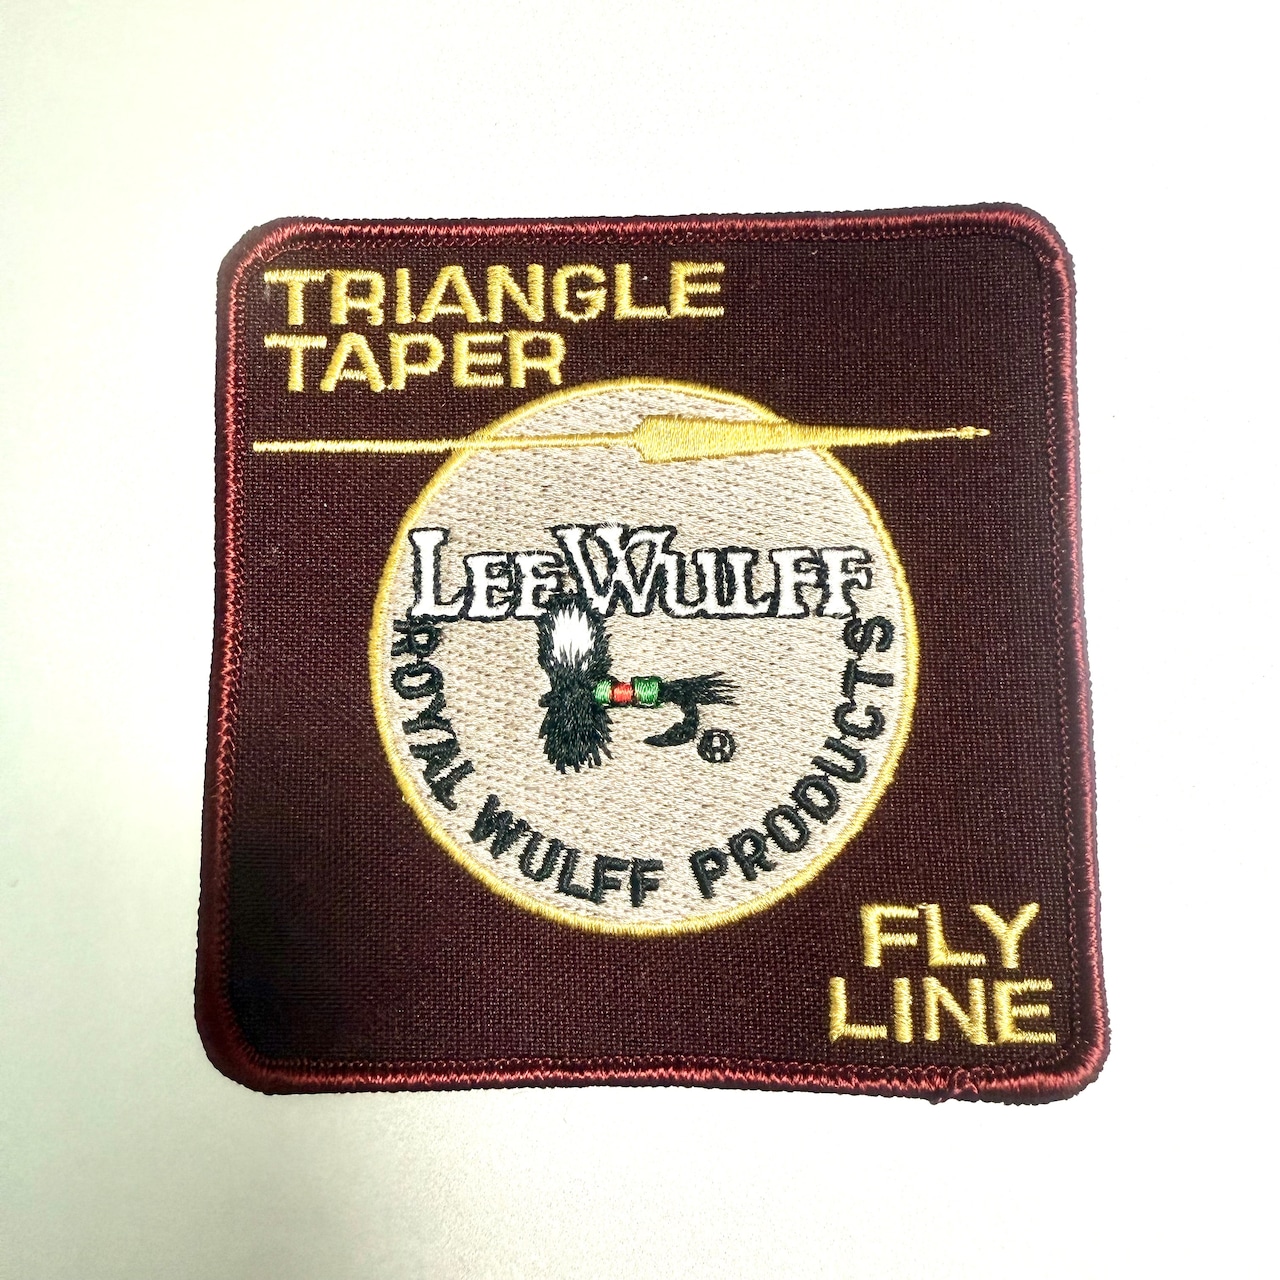 TRIANGLE
TAPER
LEE WULFF
®
ROYAL WULFF PRODUCTS
FLY
LINE